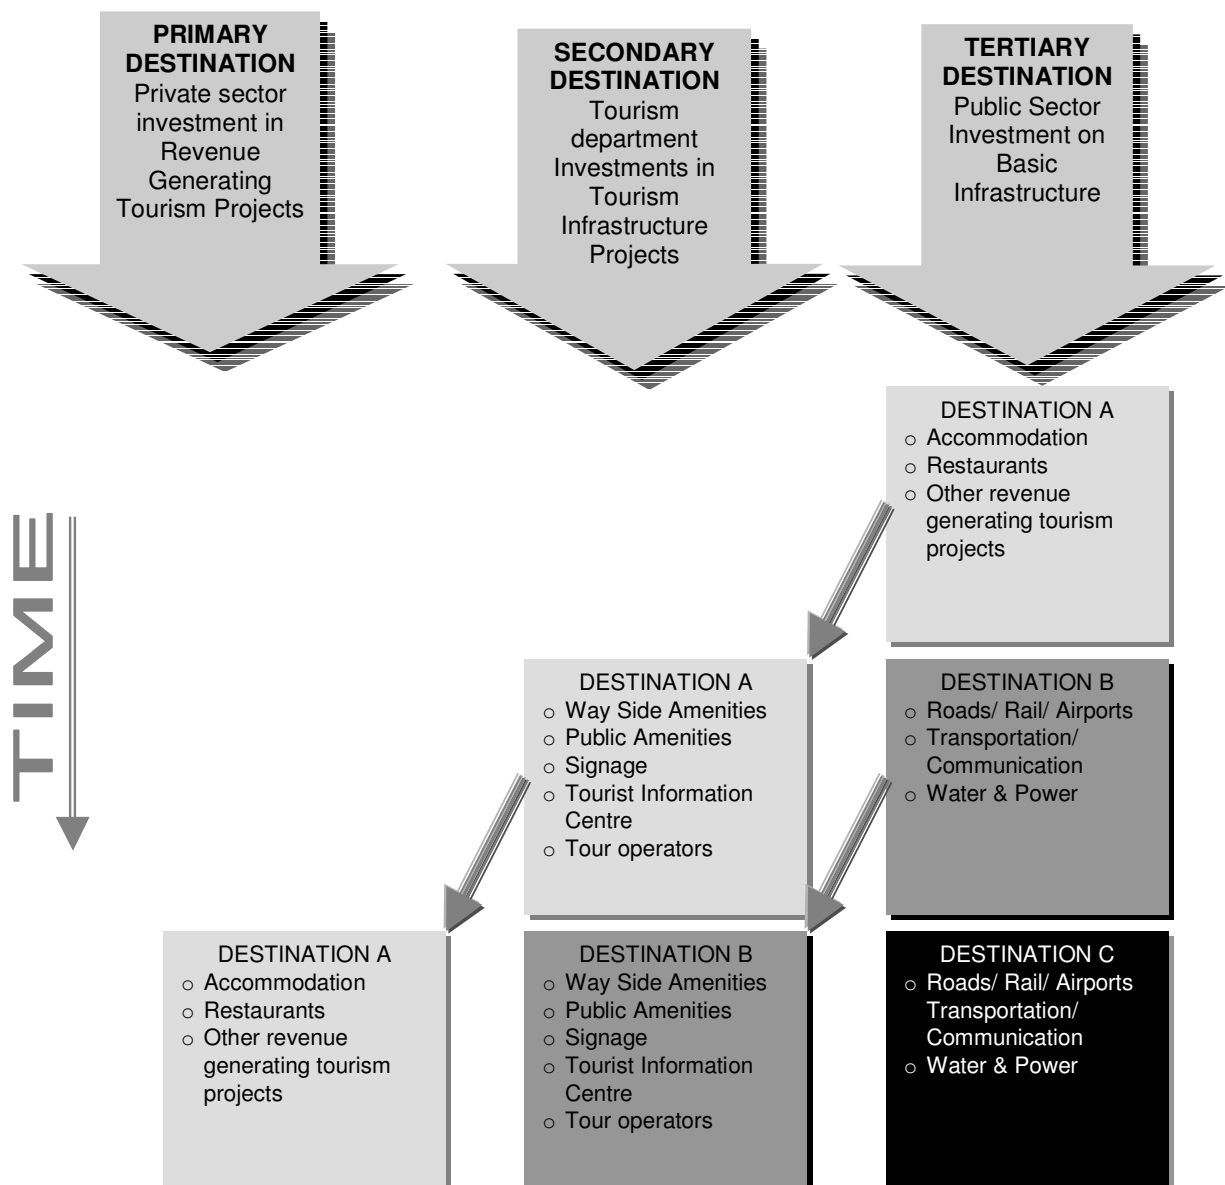 PRIMARY
DESTINATION
Private sector
investment in
Revenue
Generating
Tourism Projects
SECONDARY
DESTINATION
Tourism
department
Investments in
Tourism
Infrastructure
Projects
TERTIARY
DESTINATION
Public Sector
Investment on
Basic
Infrastructure
TIME
DESTINATION A
o Accommodation
o Restaurants
o Other revenue
generating tourism
projects
DESTINATION A
o Way Side Amenities
o Public Amenities
o Signage
o Tourist Information
Centre
o Tour operators
DESTINATION B
o Roads/ Rail/ Airports
o Transportation/
Communication
o Water & Power
DESTINATION A
o Accommodation
o Restaurants
o Other revenue
generating tourism
projects
DESTINATION B
o Way Side Amenities
o Public Amenities
o Signage
o Tourist Information
Centre
o Tour operators
DESTINATION C
o Roads/ Rail/ Airports
Transportation/
Communication
o Water & Power